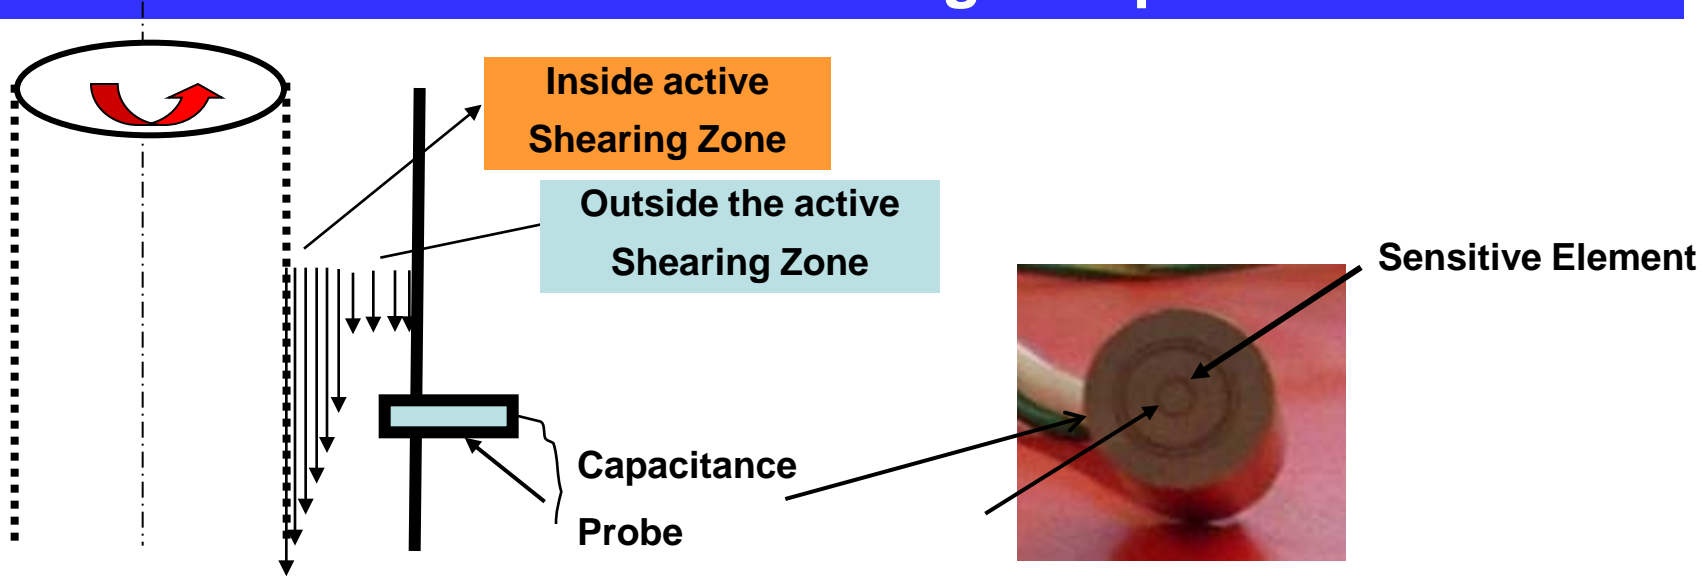 Inside active
Shearing Zone
Outside the active
Shearing Zone
Sensitive Element
Capacitance
Probe